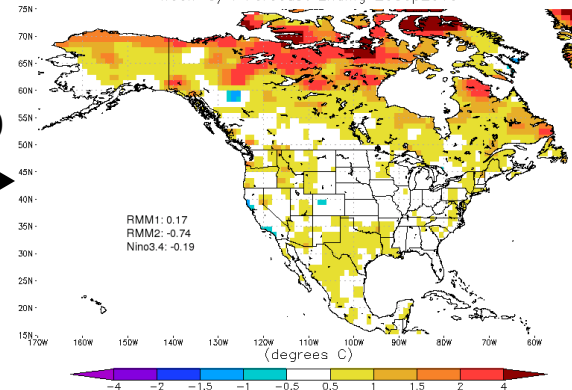 75N
70N
65N
60N
55N
50N
45N
40N
35N
30N
25N
20N
15N
RMM1: 0.17
RMM2: -0.74
Nino3.4: -0.19
170W 160W 150W 140W 130W 120W 110W 100W 90W 80W 70W 60W
(degrees C)
-4 -2 -1.5 -1 -0.5 0.5 1 1.5 2 4